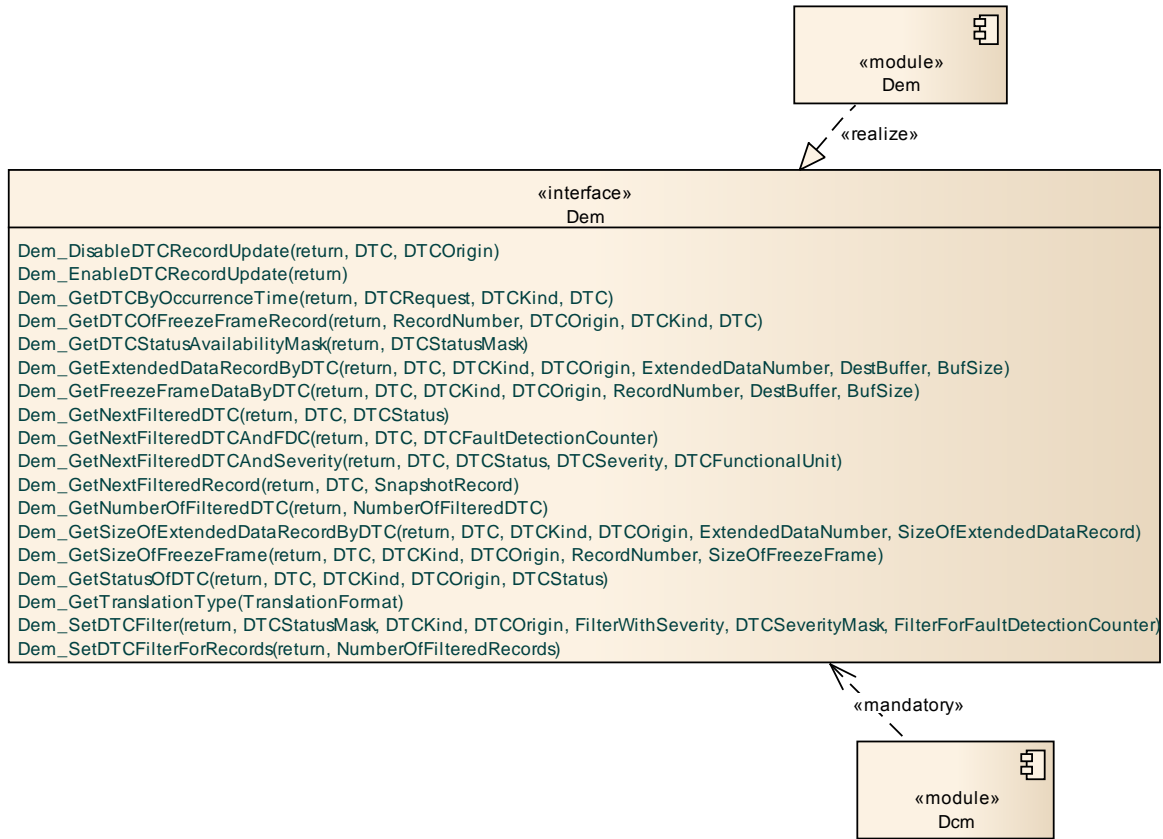 «module»
Dem
«realize»
«interface»
Dem
Dem_DisableDTCRecordUpdate(return, DTC, DTCOrigin)
Dem_EnableDTCRecordUpdate(return)
Dem_GetDTCByOccurrenceTime(return, DTCRequest, DTCKind, DTC)
Dem_GetDTCOfFreezeFrameRecord(return, RecordNumber, DTCOrigin, DTCKind, DTC)
Dem_GetDTCStatusAvailabilityMask(return, DTCStatusMask)
Dem_GetExtendedDataRecordByDTC(return, DTC, DTCKind, DTCOrigin, ExtendedDataNumber, DestBuffer, BufSize)
Dem_GetFreezeFrameDataByDTC(return, DTC, DTCKind, DTCOrigin, RecordNumber, DestBuffer, BufSize)
Dem_GetNextFilteredDTC(return, DTC, DTCStatus)
Dem_GetNextFilteredDTCAndFDC(return, DTC, DTCFaultDetectionCounter)
Dem_GetNextFilteredDTCAndSeverity(return, DTC, DTCStatus, DTCSeverity, DTCFunctionalUnit)
Dem_GetNextFilteredRecord(return, DTC, SnapshotRecord)
Dem_GetNumberOfFilteredDTC(return, NumberOfFilteredDTC)
Dem_GetSizeOfExtendedDataRecordByDTC(return, DTC, DTCKind, DTCOrigin, ExtendedDataNumber, SizeOfExtendedDataRecord)
Dem_GetSizeOfFreezeFrame(return, DTC, DTCKind, DTCOrigin, RecordNumber, SizeOfFreezeFrame)
Dem_GetStatusOfDTC(return, DTC, DTCKind, DTCOrigin, DTCStatus)
Dem_GetTranslationType(TranslationFormat)
Dem_SetDTCFilter(return, DTCStatusMask, DTCKind, DTCOrigin, FilterWithSeverity, DTCSeverityMask, FilterForFaultDetectionCounter)
Dem_SetDTCFilterForRecords(return, NumberOfFilteredRecords)
«mandatory»
«module»
Dcm